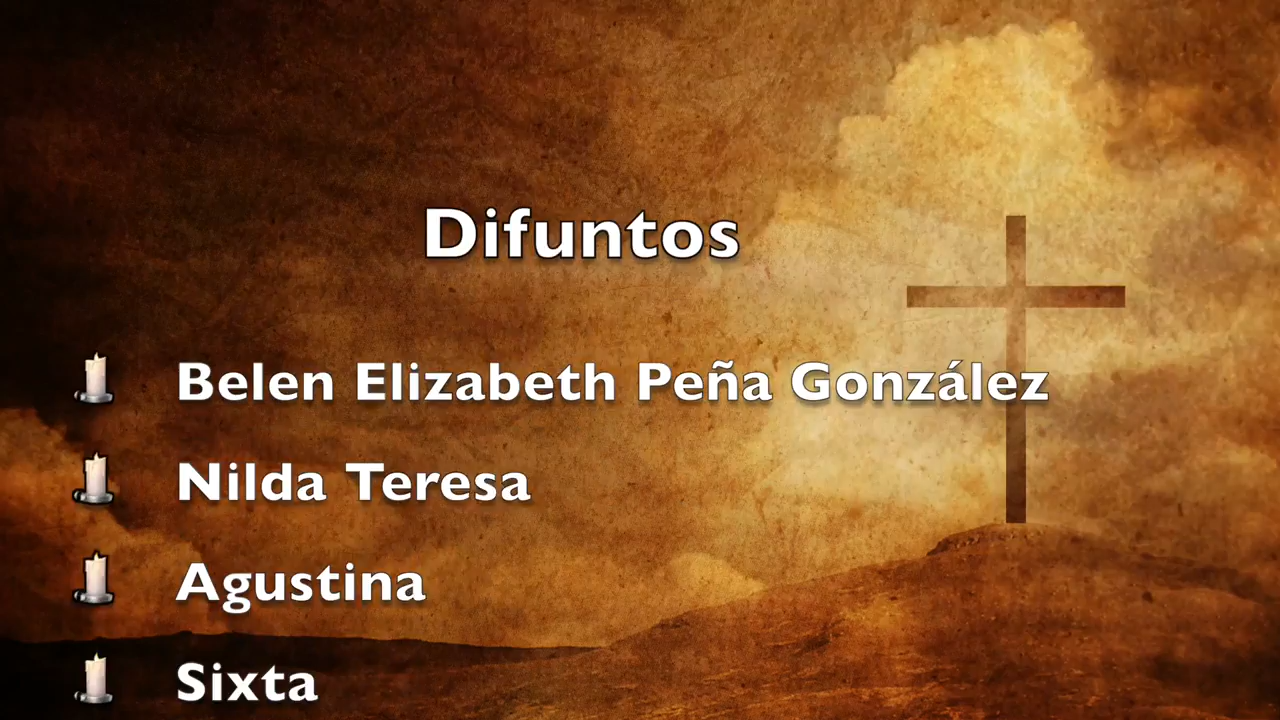 Difuntos
Belen Elizabeth Peña González
Nilda Teresa
Agustina
Sixta